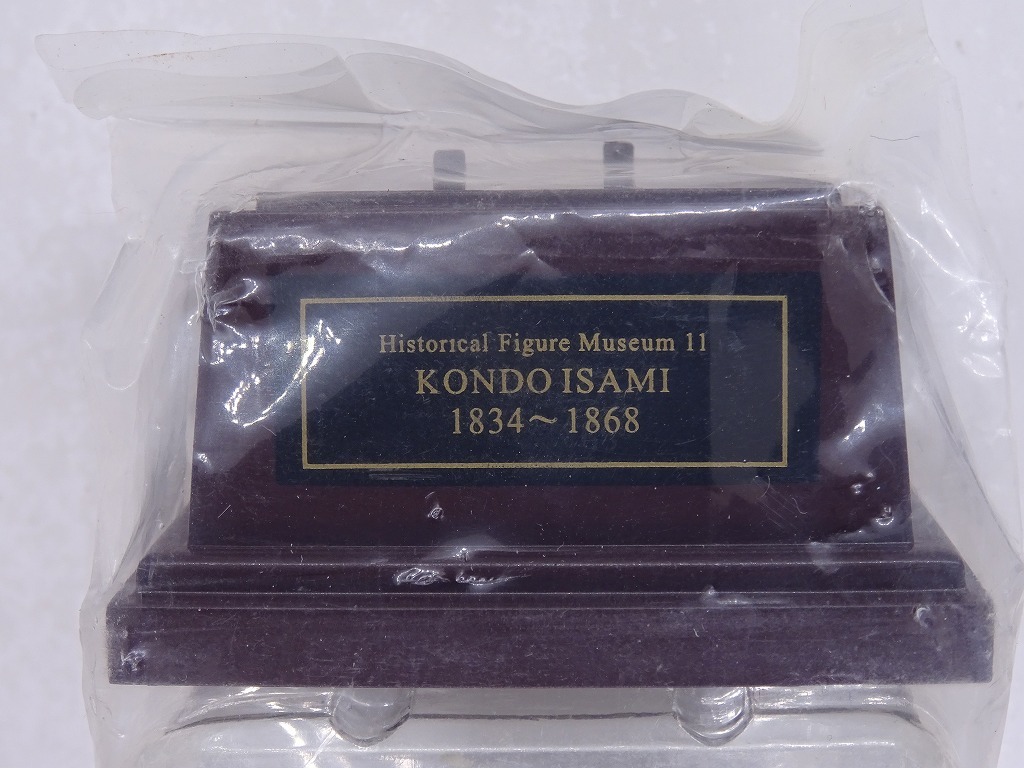 Historical Figure Museum 11
KONDO ISAMI
1834～1868